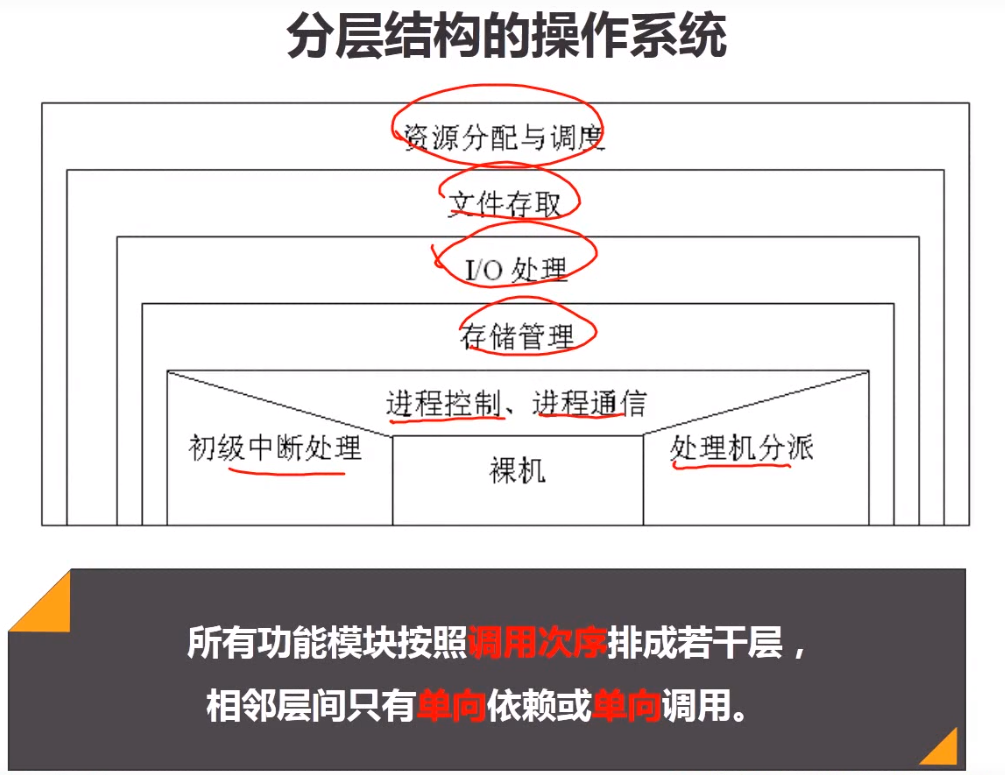 分层结构的操作系统
资源分配与调度
文件存取
I/O 处理
存储管理
进程控制、进程通信
初级中断处理
裸机
处理机分派
所有功能模块按照调用次序排成若干层，
相邻层间只有单向依赖或单向调用。